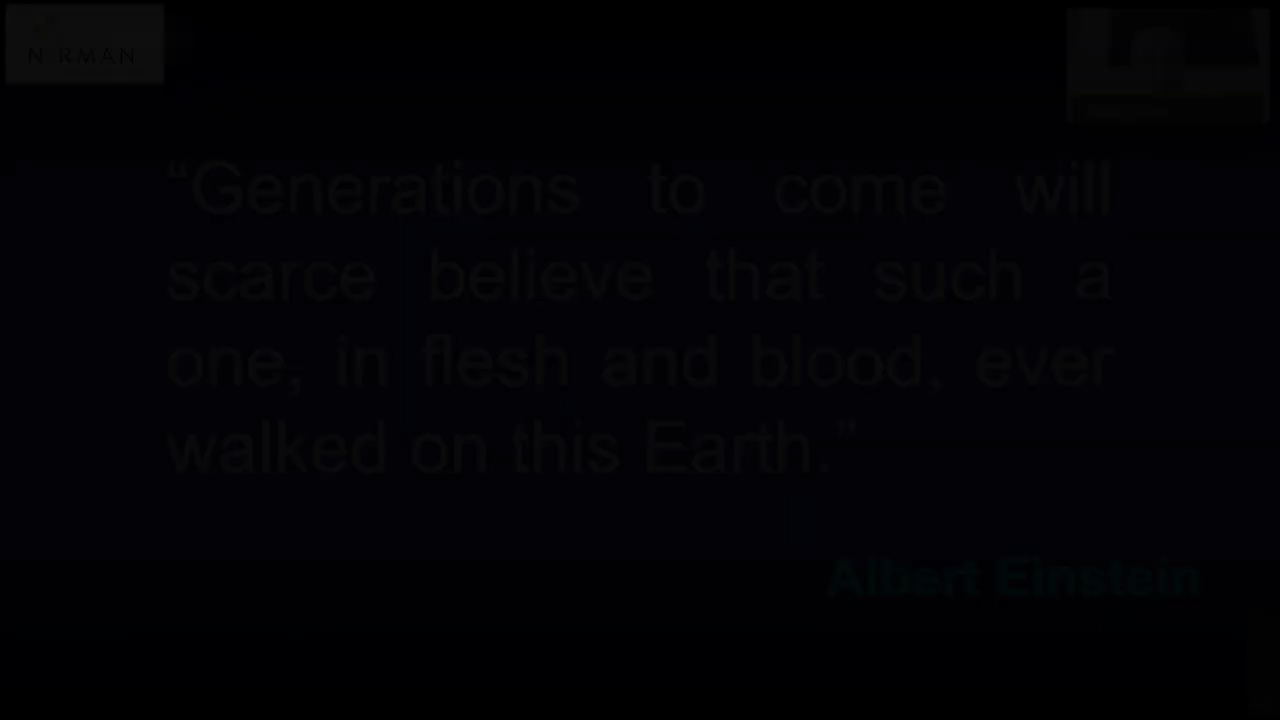 N RMAN
“Generations to come will
scarce believe that such a
one, in flesh and blood, ever
walked on this Earth.”
Albert Einstein